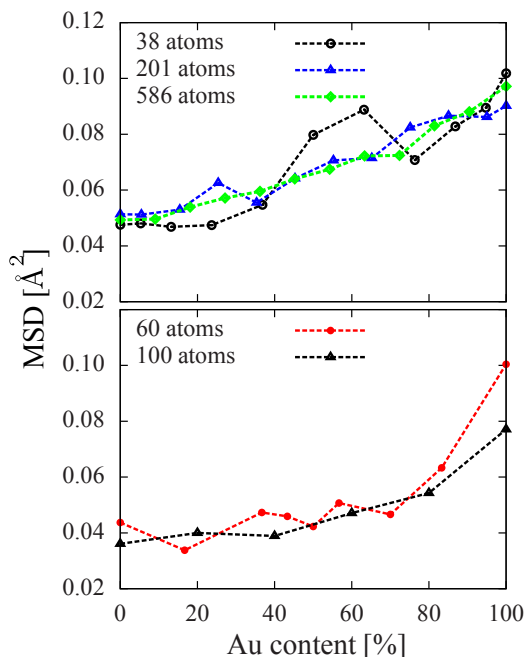 0.12
38 atoms
201 atoms
0.10
586 atoms
0.08
0.06
0.04
0.02
MSD [Å²]
60 atoms
100 atoms
0.10
0.08
0.06
0.04
0.02
0 20 40 60 80 100
Au content [%]